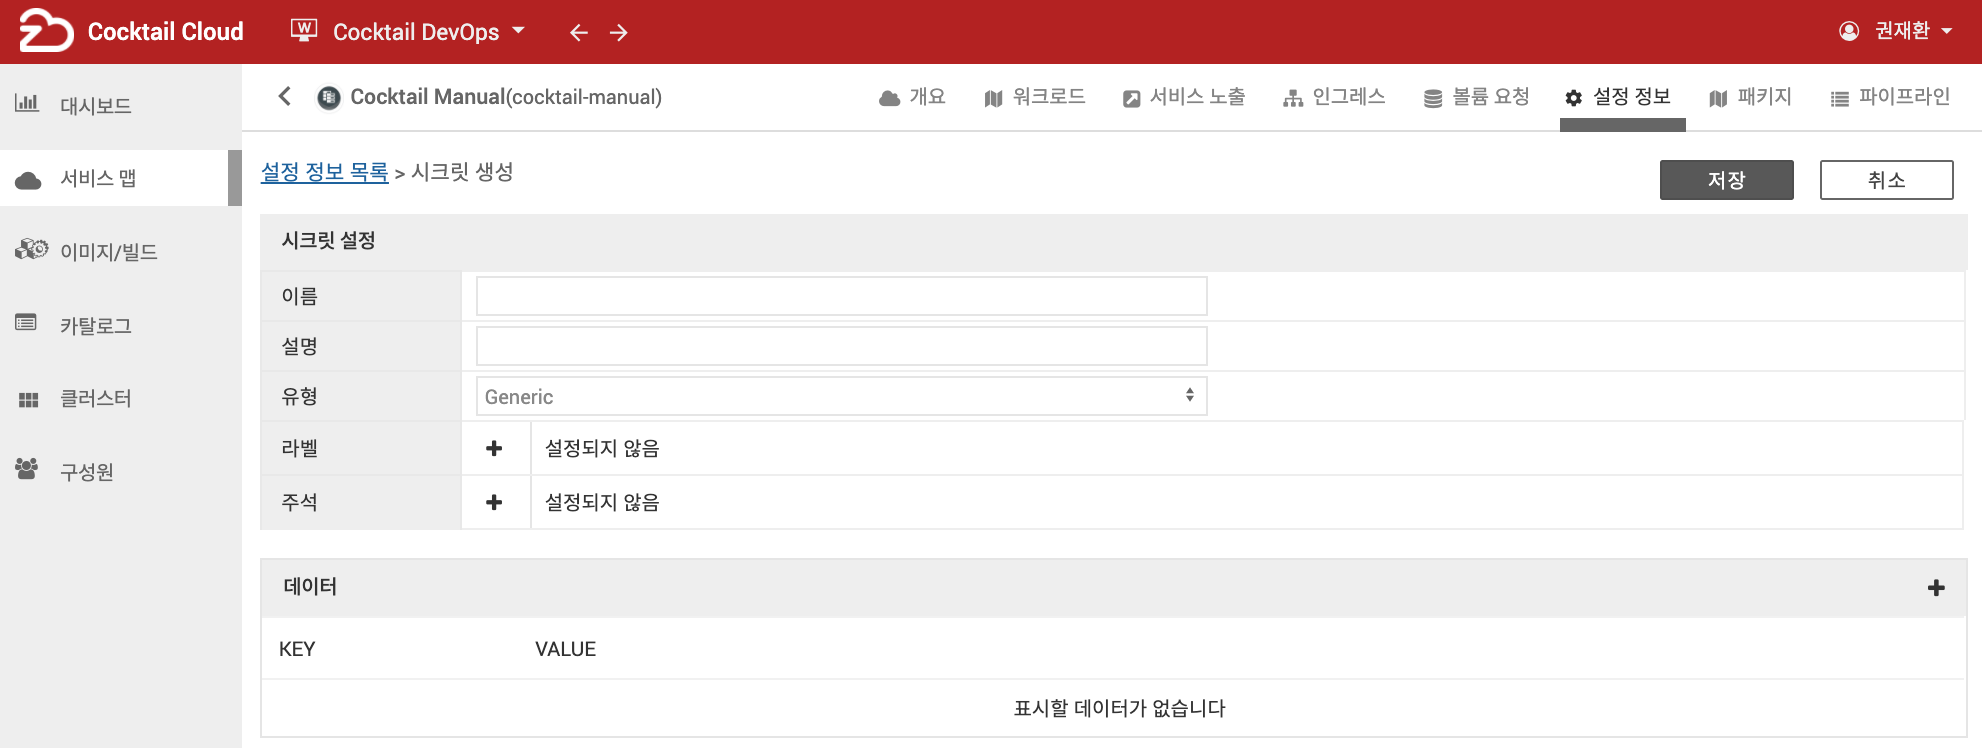 Cocktail Cloud
W Cocktail DevOps
권재환
대시보드
서비스 맵
이미지/빌드
카탈로그
클러스터
구성원
Cocktail Manual(cocktail-manual)
개요 워크로드 서비스 노출 인그레스 볼륨 요청 설정 정보 패키지 파이프라인
설정 정보 목록 > 시크릿 생성
저장 취소
시크릿 설정
이름
설명
유형 Generic
라벨 설정되지 않음
주석 설정되지 않음
데이터
KEY VALUE
표시할 데이터가 없습니다